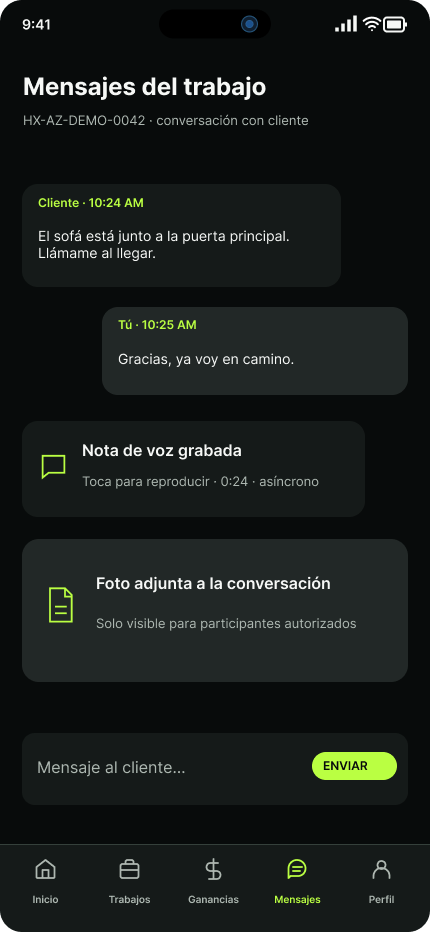 9:41
Mensajes del trabajo
HX-AZ-DEMO-0042 · conversación con cliente
Cliente · 10:24 AM
El sofá está junto a la puerta principal.
Llámame al llegar.
Tú · 10:25 AM
Gracias, ya voy en camino.
Nota de voz grabada
Toca para reproducir · 0:24 · asíncrono
Foto adjunta a la conversación
Solo visible para participantes autorizados
Mensaje al cliente...
ENVIAR
Inicio
Trabajos
Ganancias
Mensajes
Perfil